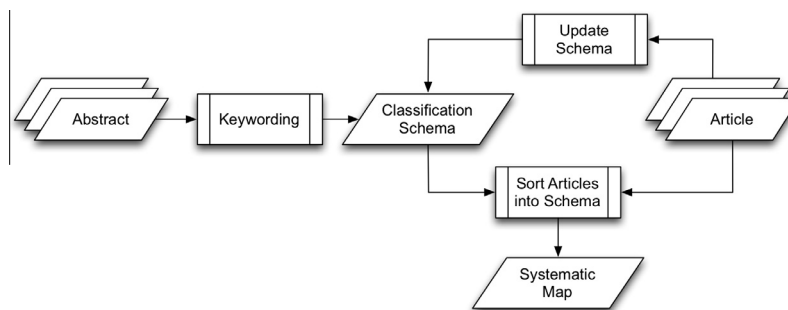 Update
Schema
Abstract
Keywording
Classification
Schema
Article
Sort Articles
into Schema
Systematic
Map